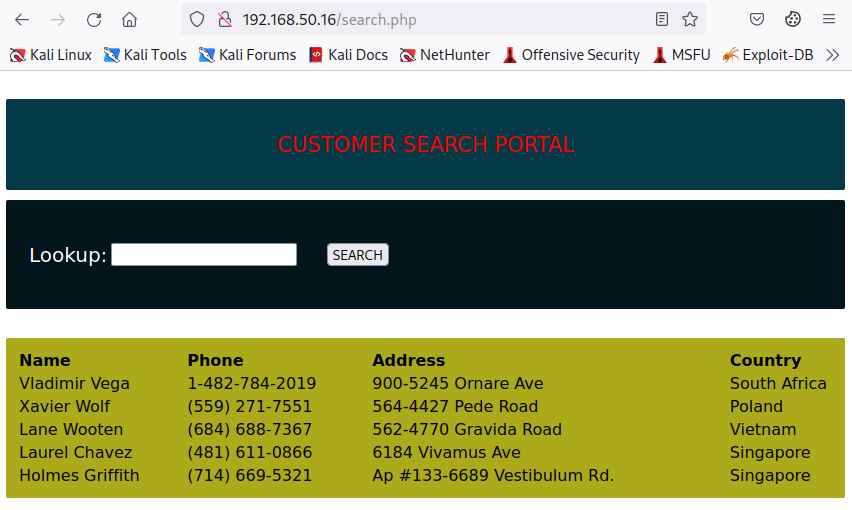 192.168.50.16/search.php
Kali Linux Kali Tools Kali Forums Kali Docs NetHunter Offensive Security MSFU Exploit-DB
CUSTOMER SEARCH PORTAL
Lookup: SEARCH
Name Phone Address Country
Vladimir Vega 1-482-784-2019 900-5245 Ornare Ave South Africa
Xavier Wolf (559) 271-7551 564-4427 Pede Road Poland
Lane Wooten (684) 688-7367 562-4770 Gravida Road Vietnam
Laurel Chavez (481) 611-0866 6184 Vivamus Ave Singapore
Holmes Griffith (714) 669-5321 Ap #133-6689 Vestibulum Rd. Singapore